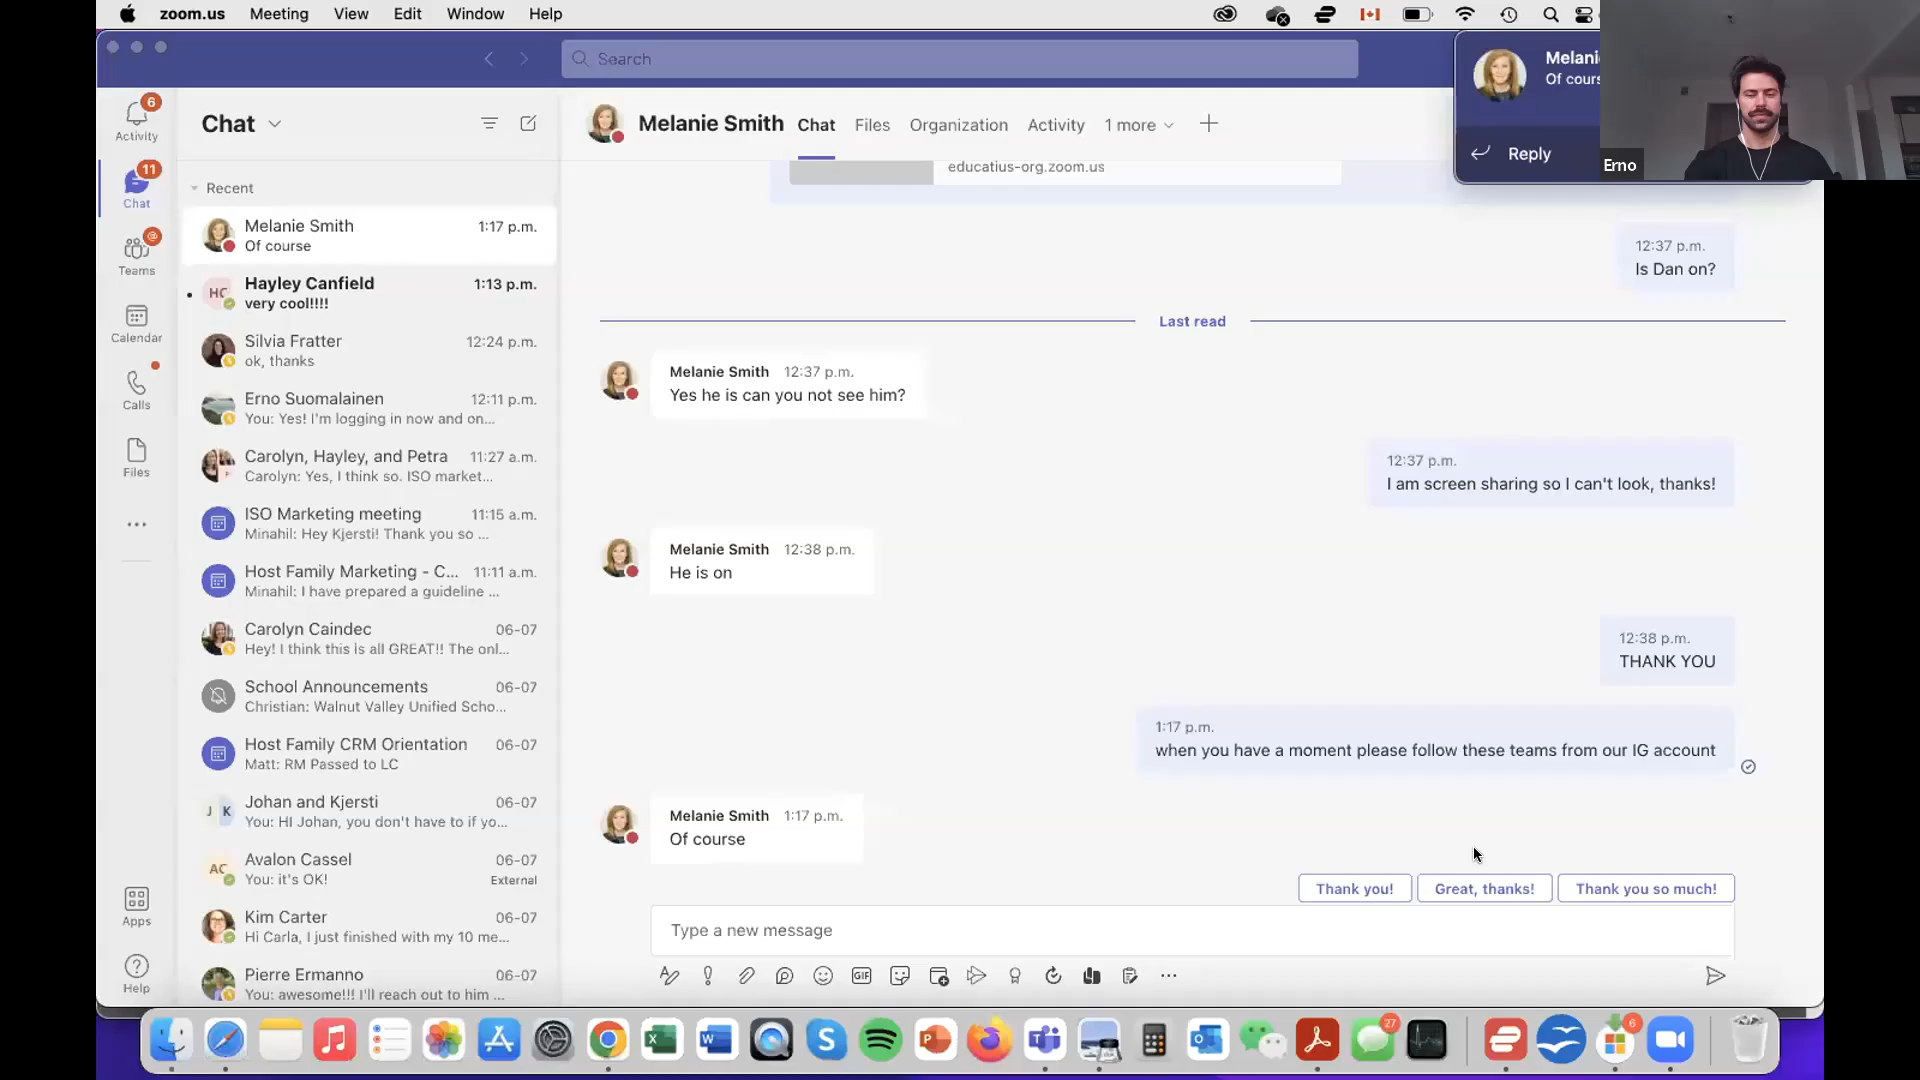 zoom.us Meeting View Edit Window Help
Search
Melani
Of cours
Reply
Erno
6
Activity
11
Chat
@
Teams
Calendar
Calls
Files
Apps
Help
Chat
Recent
Melanie Smith 1:17 p.m.
Of course
HC Hayley Canfield 1:13 p.m.
very cool!!!!
Silvia Fratter 12:24 p.m.
ok, thanks
Erno Suomalainen 12:11 p.m.
You: Yes! I'm logging in now and on...
Carolyn, Hayley, and Petra 11:27 a.m.
Carolyn: Yes, I think so. ISO market...
ISO Marketing meeting 11:15 a.m.
Minahil: Hey Kjersti! Thank you so ...
Host Family Marketing - C... 11:11 a.m.
Minahil: I have prepared a guideline ...
Carolyn Caindec 06-07
Hey! I think this is all GREAT!! The onl...
School Announcements 06-07
Christian: Walnut Valley Unified Scho...
Host Family CRM Orientation 06-07
Matt: RM Passed to LC
J K Johan and Kjersti 06-07
You: HI Johan, you don't have to if yo...
AC Avalon Cassel 06-07
You: it's OK! External
Kim Carter 06-07
Hi Carla, I just finished with my 10 me...
Pierre Ermanno 06-07
You: awesome!!! I'll reach out to him ...
Melanie Smith Chat Files Organization Activity 1 more
educatius-org.zoom.us
12:37 p.m.
Is Dan on?
Last read
Melanie Smith 12:37 p.m.
Yes he is can you not see him?
12:37 p.m.
I am screen sharing so I can't look, thanks!
Melanie Smith 12:38 p.m.
He is on
12:38 p.m.
THANK YOU
1:17 p.m.
when you have a moment please follow these teams from our IG account
Melanie Smith 1:17 p.m.
Of course
Thank you! Great, thanks! Thank you so much!
Type a new message
GIF
27
6